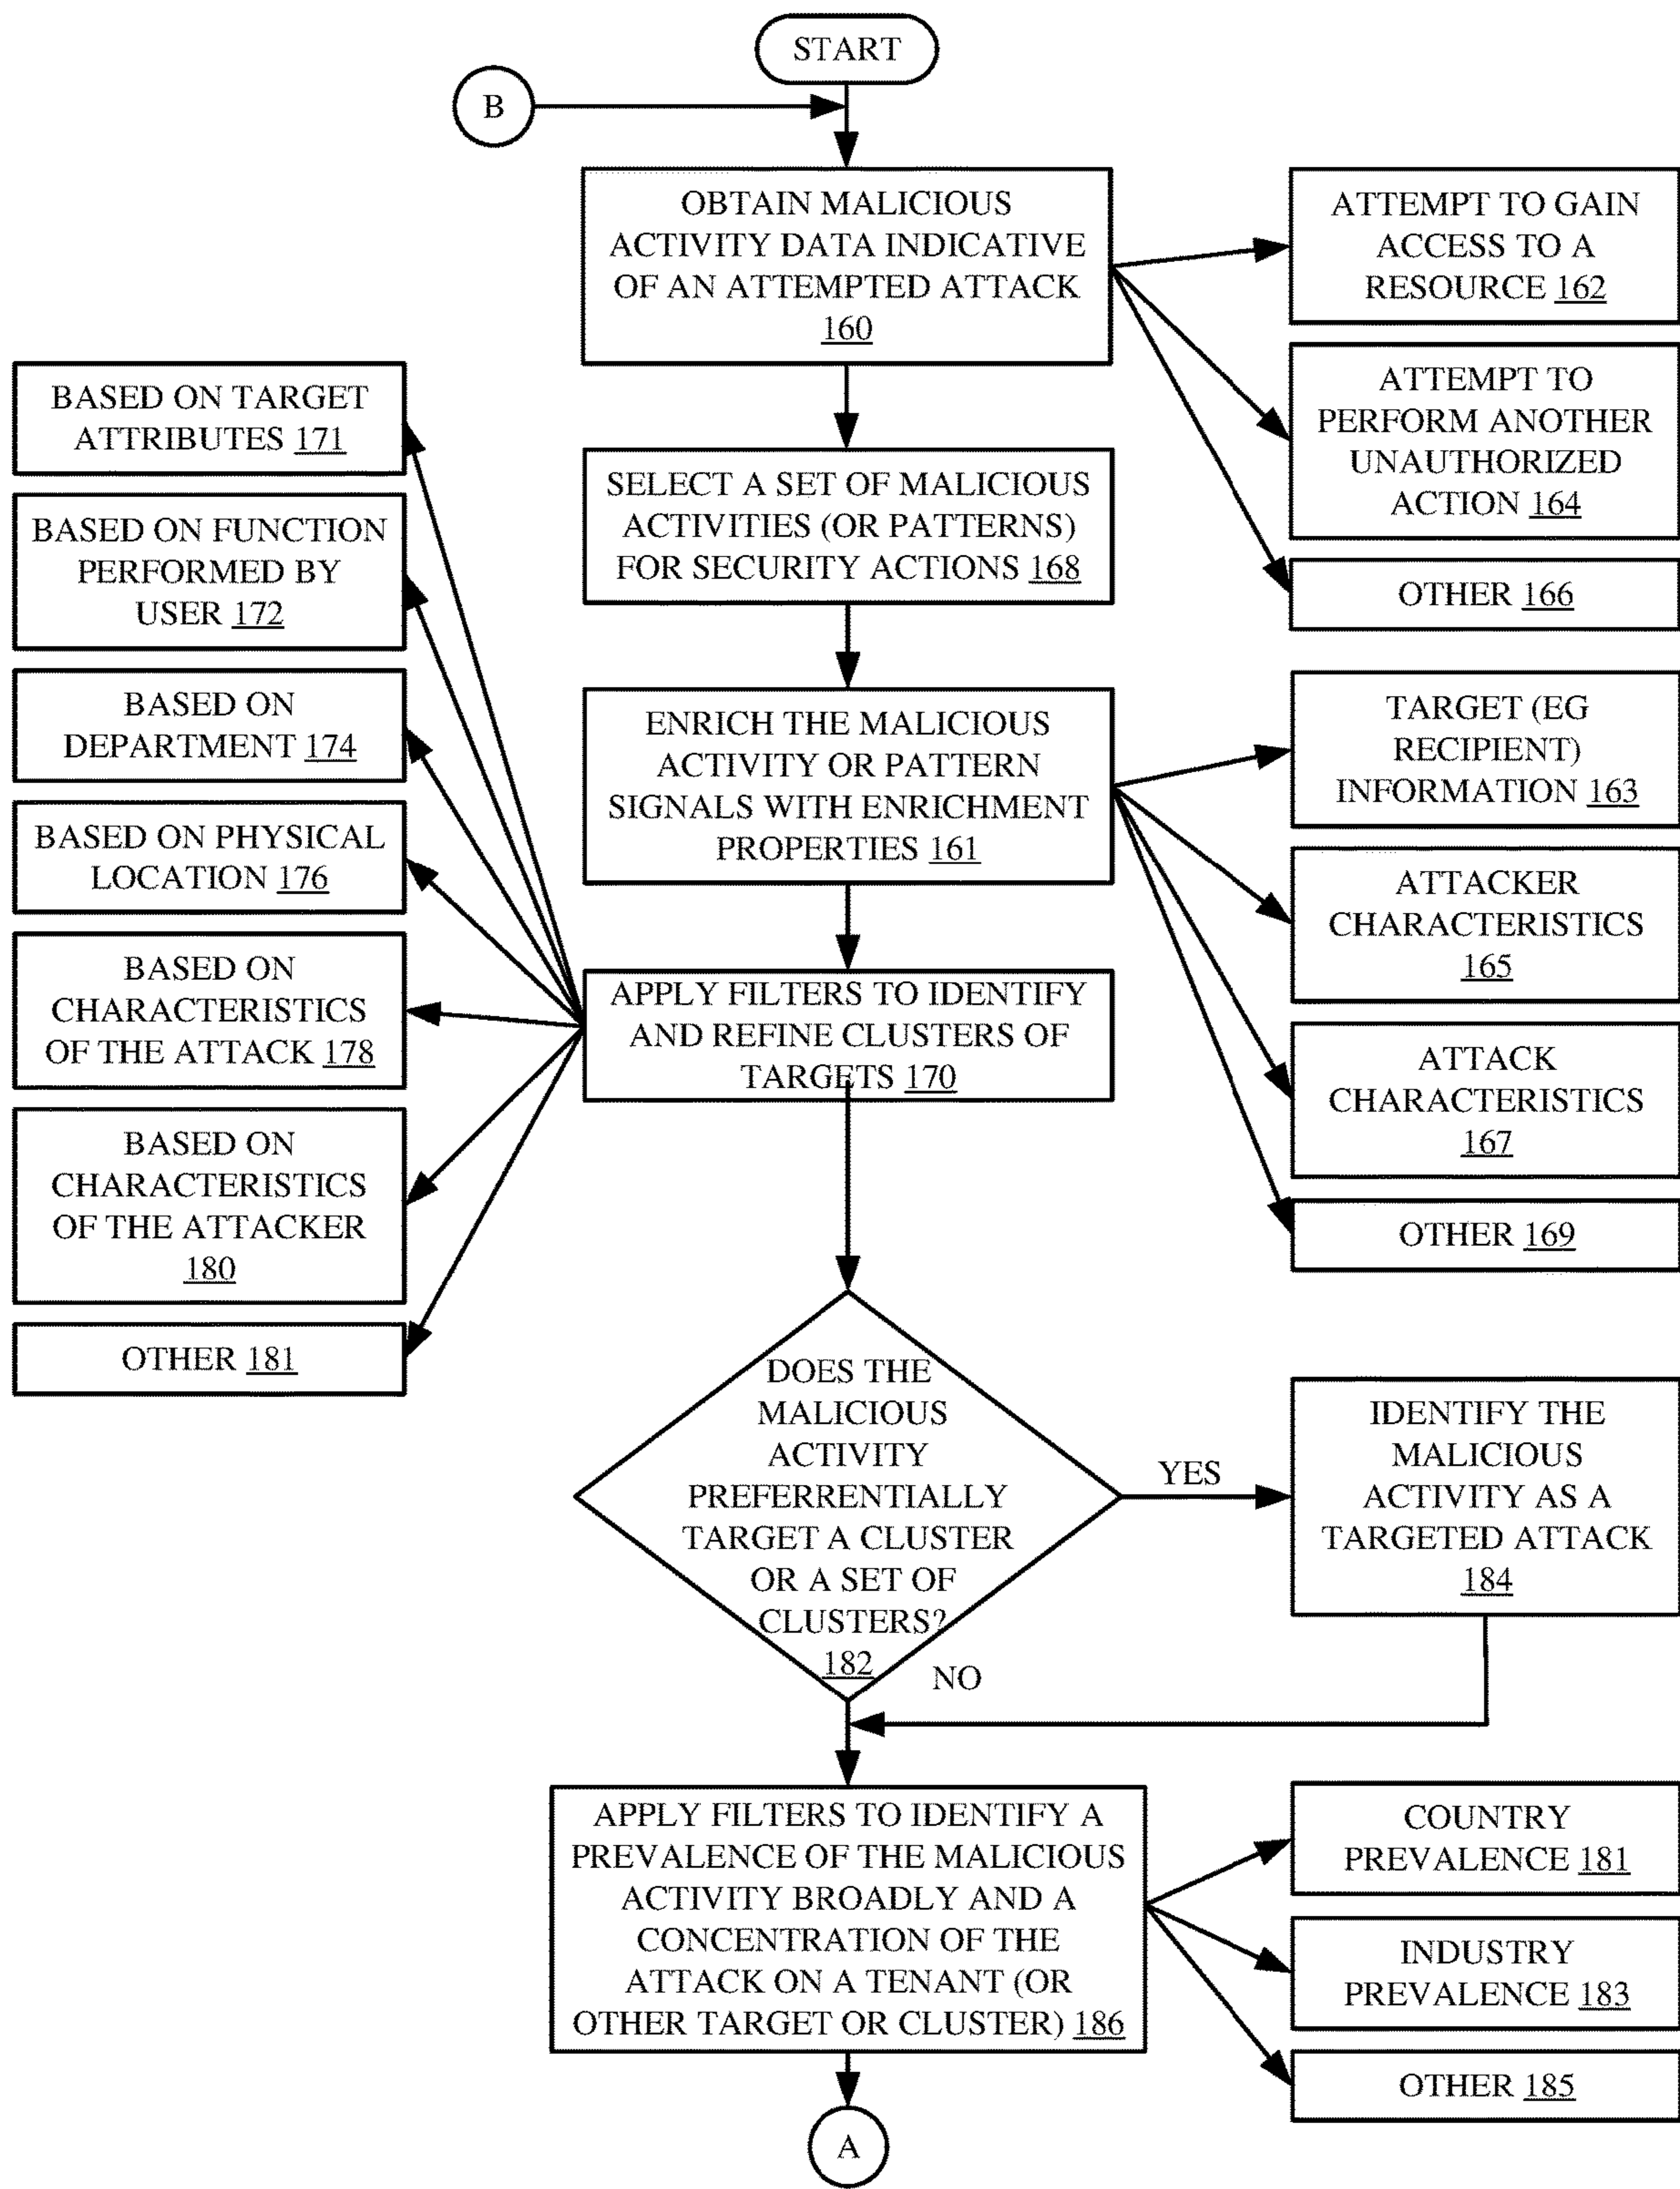 START
B
OBTAIN MALICIOUS
ACTIVITY DATA INDICATIVE
OF AN ATTEMPTED ATTACK
160
ATTEMPT TO GAIN
ACCESS TO A
RESOURCE 162
ATTEMPT TO
PERFORM ANOTHER
UNAUTHORIZED
ACTION 164
OTHER 166
SELECT A SET OF MALICIOUS
ACTIVITIES (OR PATTERNS)
FOR SECURITY ACTIONS 168
ENRICH THE MALICIOUS
ACTIVITY OR PATTERN
SIGNALS WITH ENRICHMENT
PROPERTIES 161
TARGET (EG
RECIPIENT)
INFORMATION 163
ATTACKER
CHARACTERISTICS
165
ATTACK
CHARACTERISTICS
167
OTHER 169
APPLY FILTERS TO IDENTIFY
AND REFINE CLUSTERS OF
TARGETS 170
BASED ON TARGET
ATTRIBUTES 171
BASED ON FUNCTION
PERFORMED BY
USER 172
BASED ON
DEPARTMENT 174
BASED ON PHYSICAL
LOCATION 176
BASED ON
CHARACTERISTICS
OF THE ATTACK 178
BASED ON
CHARACTERISTICS
OF THE ATTACKER
180
OTHER 181
DOES THE
MALICIOUS
ACTIVITY
PREFERRENTIALLY
TARGET A CLUSTER
OR A SET OF
CLUSTERS?
182
YES
IDENTIFY THE
MALICIOUS
ACTIVITY AS A
TARGETED ATTACK
184
NO
APPLY FILTERS TO IDENTIFY A
PREVALENCE OF THE MALICIOUS
ACTIVITY BROADLY AND A
CONCENTRATION OF THE
ATTACK ON A TENANT (OR
OTHER TARGET OR CLUSTER) 186
COUNTRY
PREVALENCE 181
INDUSTRY
PREVALENCE 183
OTHER 185
A